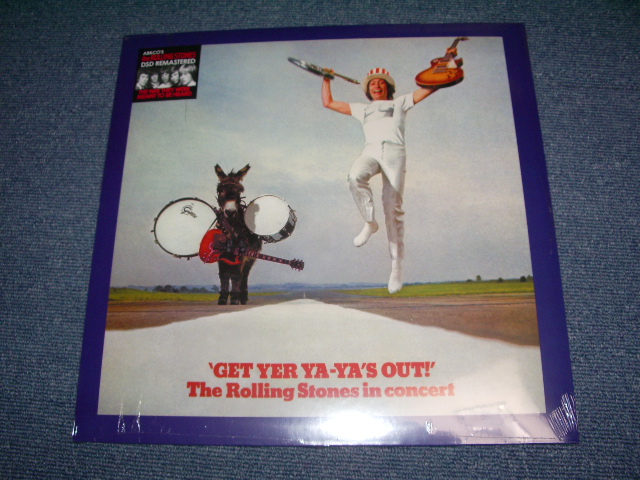 ABKCO'S
DSD REMASTERED
'GET YER YA-YA'S OUT!'
The Rolling Stones in concert